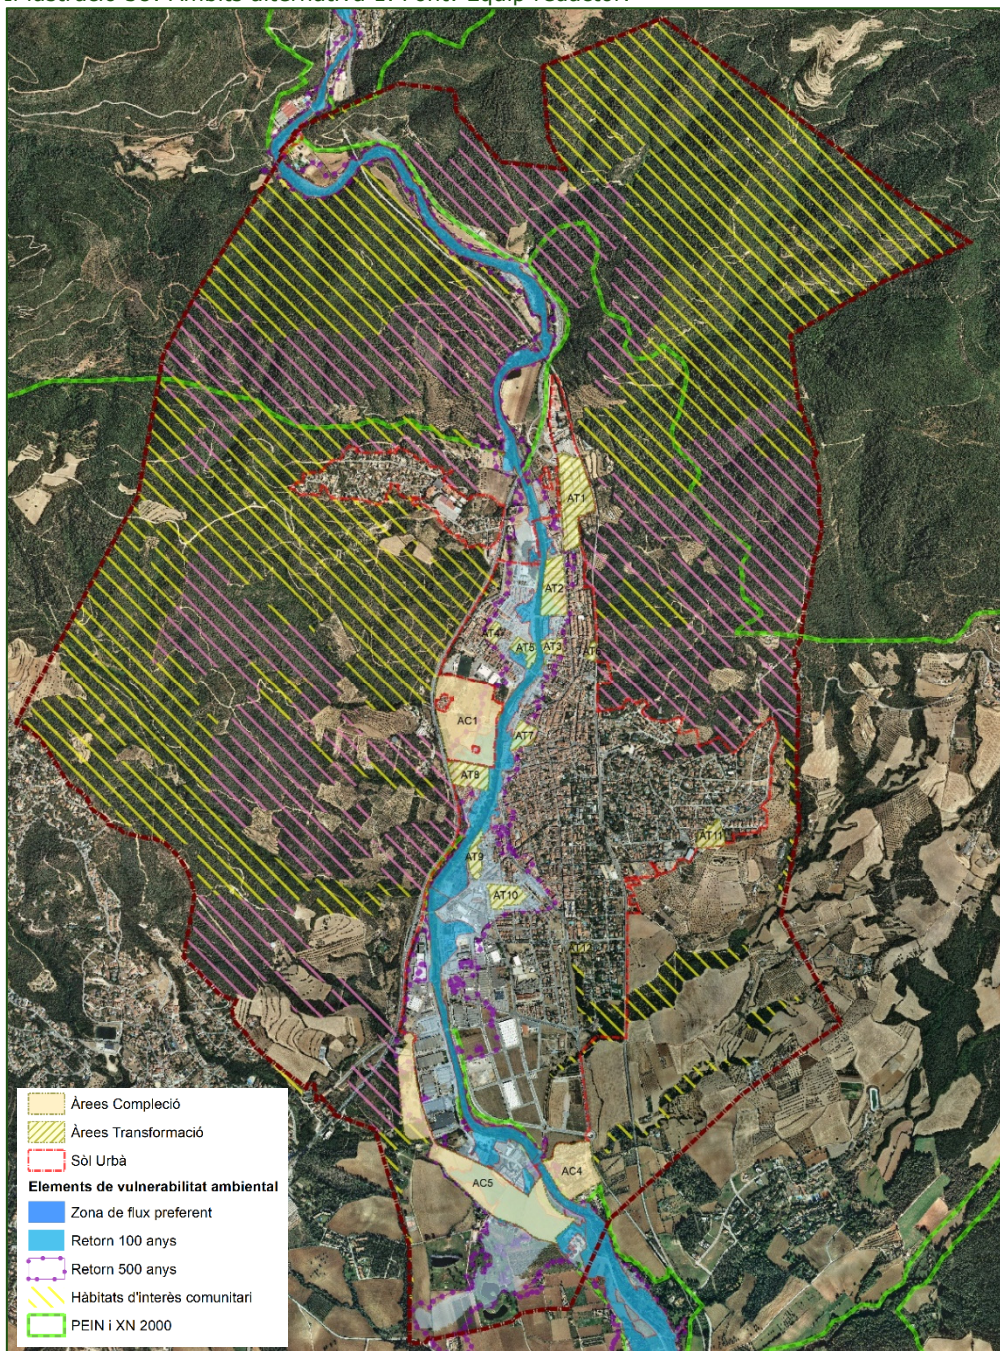 AT1
AT2
AT4
AT5
AT3
AT6
AC1
AT7
AT8
AT11
AT9
AT10
AT12
AC4
AC5
Àrees Compleció
Àrees Transformació
Sòl Urbà
Elements de vulnerabilitat ambiental
Zona de flux preferent
Retorn 100 anys
Retorn 500 anys
Hàbitats d'interès comunitari
PEIN i XN 2000